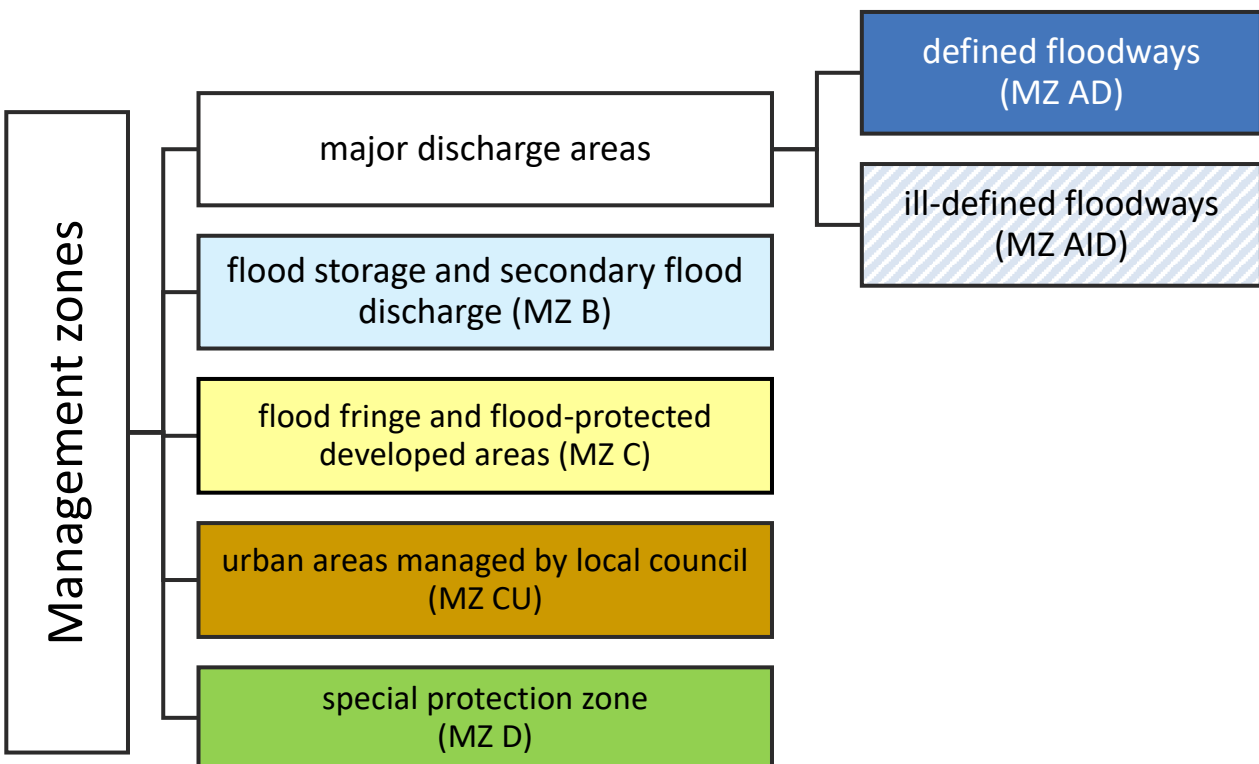 Management zones
major discharge areas
defined floodways
(MZ AD)
ill-defined floodways
(MZ AID)
flood storage and secondary flood
discharge (MZ B)
flood fringe and flood-protected
developed areas (MZ C)
urban areas managed by local council
(MZ CU)
special protection zone
(MZ D)